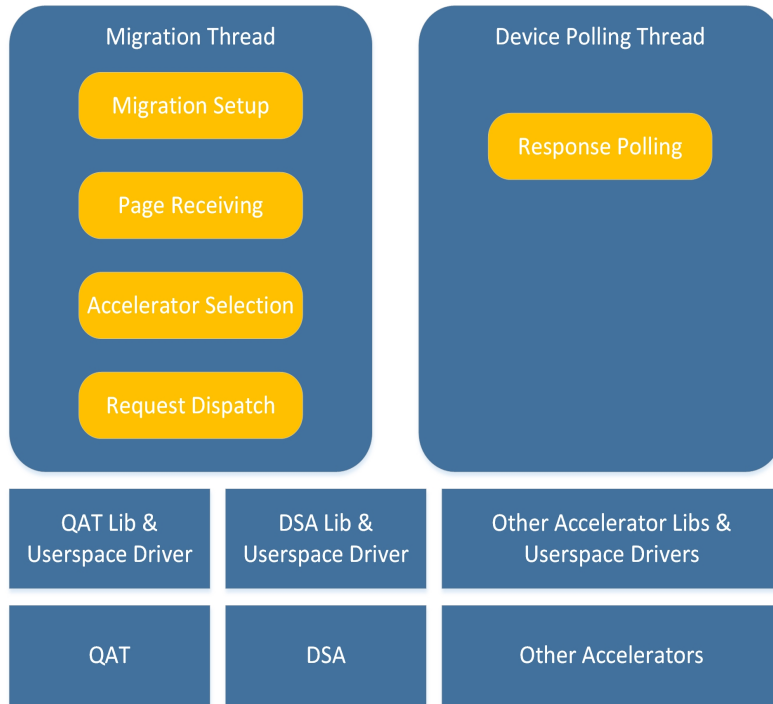 Migration Thread
Migration Setup
Page Receiving
Accelerator Selection
Request Dispatch
Device Polling Thread
Response Polling
QAT Lib &
Userspace Driver
DSA Lib &
Userspace Driver
Other Accelerator Libs &
Userspace Drivers
QAT
DSA
Other Accelerators